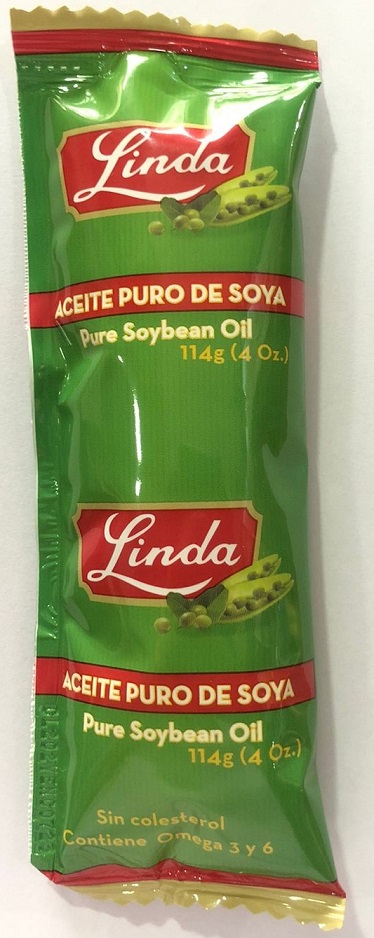 Linda
ACEITE PURO DE SOYA
Pure Soybean Oil
114g (4 Oz.)
Linda
ACEITE PURO DE SOYA
Pure Soybean Oil
114g (4 Oz.)
Sin colesterol
Contiene Omega 3 y 6